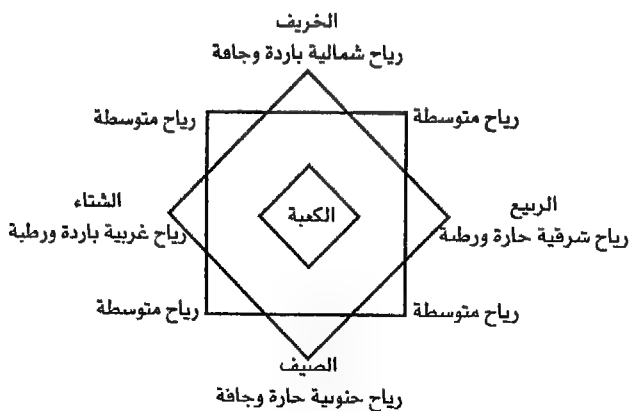 الخريف
رياح شمالية باردة وجافة
رياح متوسطة
رياح متوسطة
الربيع
رياح شرقية حارة ورطبة
الكعبة
الشتاء
رياح غربية باردة ورطبة
رياح متوسطة
رياح متوسطة
الصيف
رياح جنوبية حارة وجافة